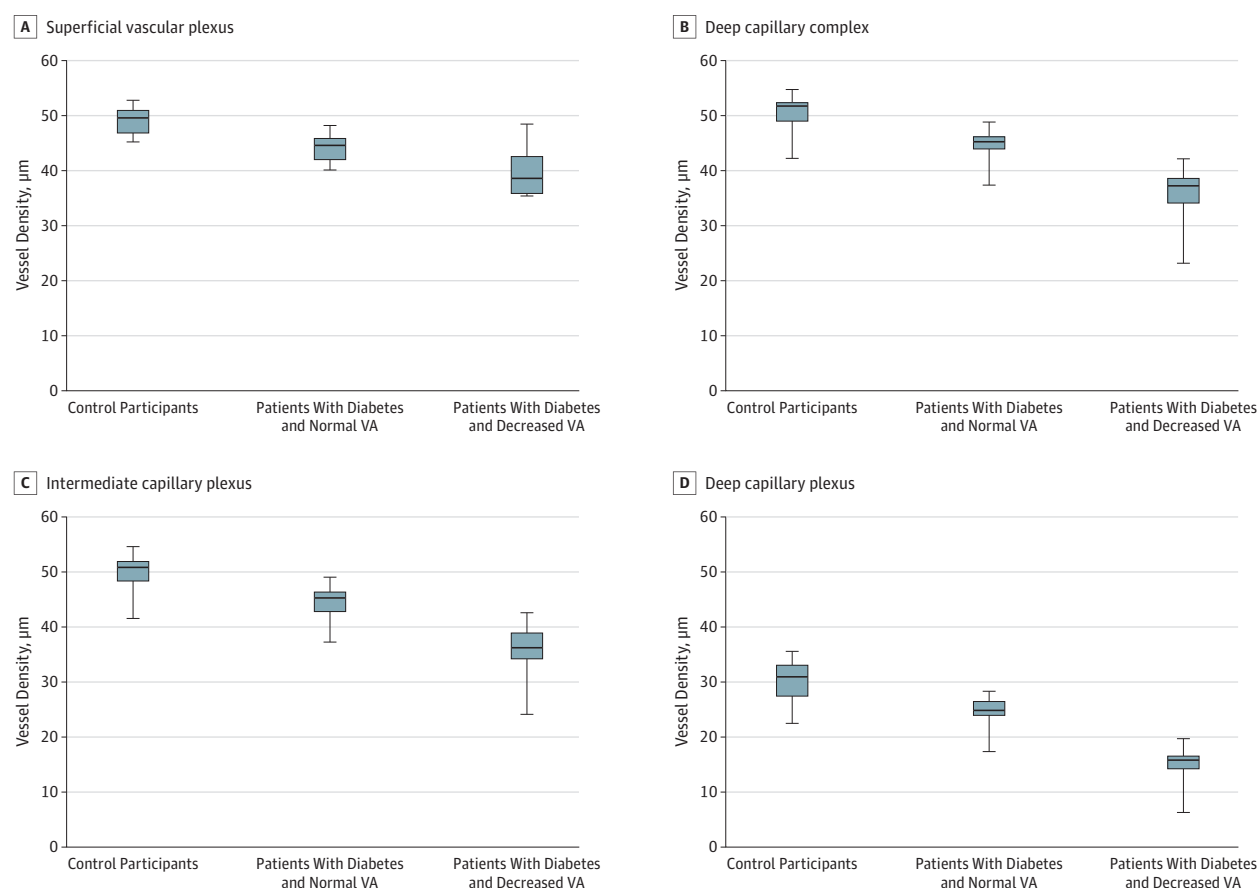 A Superficial vascular plexus
60
50
40
30
20
10
0
Vessel Density, µm
Control Participants
Patients With Diabetes
and Normal VA
Patients With Diabetes
and Decreased VA
B Deep capillary complex
60
50
40
30
20
10
0
Vessel Density, µm
Control Participants
Patients With Diabetes
and Normal VA
Patients With Diabetes
and Decreased VA
C Intermediate capillary plexus
60
50
40
30
20
10
0
Vessel Density, µm
Control Participants
Patients With Diabetes
and Normal VA
Patients With Diabetes
and Decreased VA
D Deep capillary plexus
60
50
40
30
20
10
0
Vessel Density, µm
Control Participants
Patients With Diabetes
and Normal VA
Patients With Diabetes
and Decreased VA